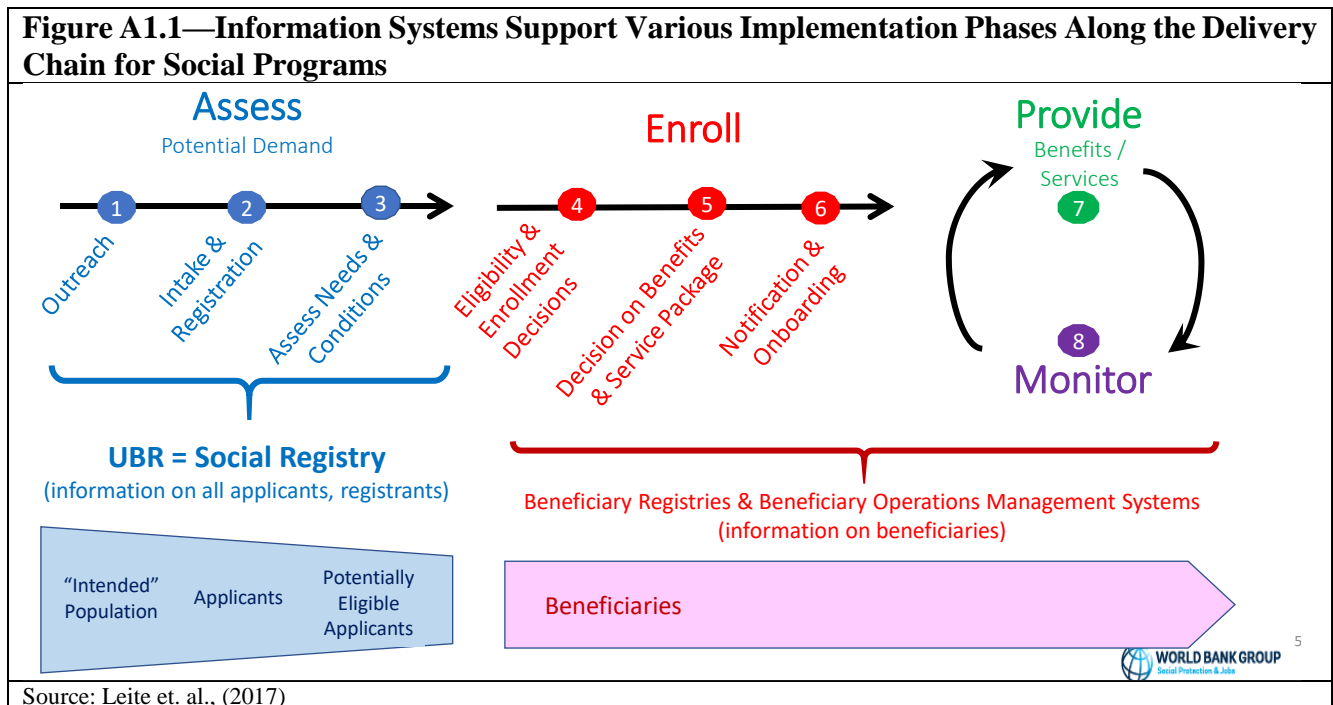 Figure A1.1—Information Systems Support Various Implementation Phases Along the Delivery
Chain for Social Programs
Assess
Potential Demand
1
2
3
Outreach
Intake &
Registration
Assess Needs &
Conditions
Enroll
4
5
6
Eligibility &
Enrollment
Decisions
Decision on Benefits
& Service Package
Notification &
Onboarding
Provide
Benefits /
Services
7
8
Monitor
UBR = Social Registry
(information on all applicants, registrants)
Beneficiary Registries & Beneficiary Operations Management Systems
(information on beneficiaries)
"Intended"
Population
Applicants
Potentially
Eligible
Applicants
Beneficiaries
5
WORLD BANK GROUP
Social Protection & Jobs
Source: Leite et. al., (2017)